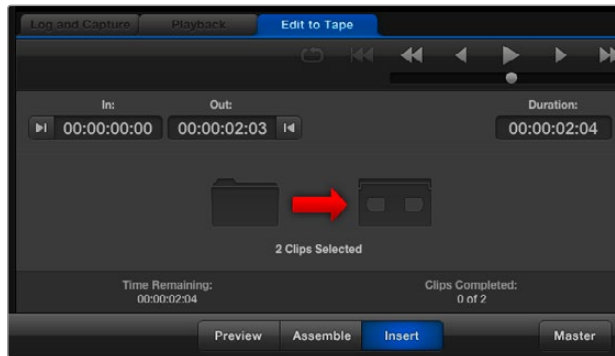 Log and Capture Playback Edit to Tape
In: Out: Duration:
00:00:00:00 00:00:02:03 00:00:02:04
2 Clips Selected
Time Remaining: Clips Completed:
00:00:02:04 0 of 2
Preview Assemble Insert Master